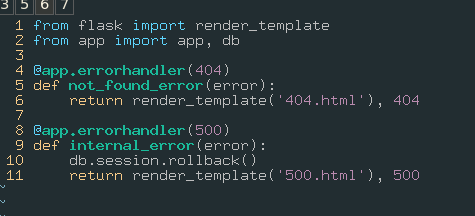 3 5 6 7
1 from flask import render_template
2 from app import app, db
3
4 @app.errorhandler(404)
5 def not_found_error(error):
6     return render_template('404.html'), 404
7
8 @app.errorhandler(500)
9 def internal_error(error):
10     db.session.rollback()
11     return render_template('500.html'), 500
~
~